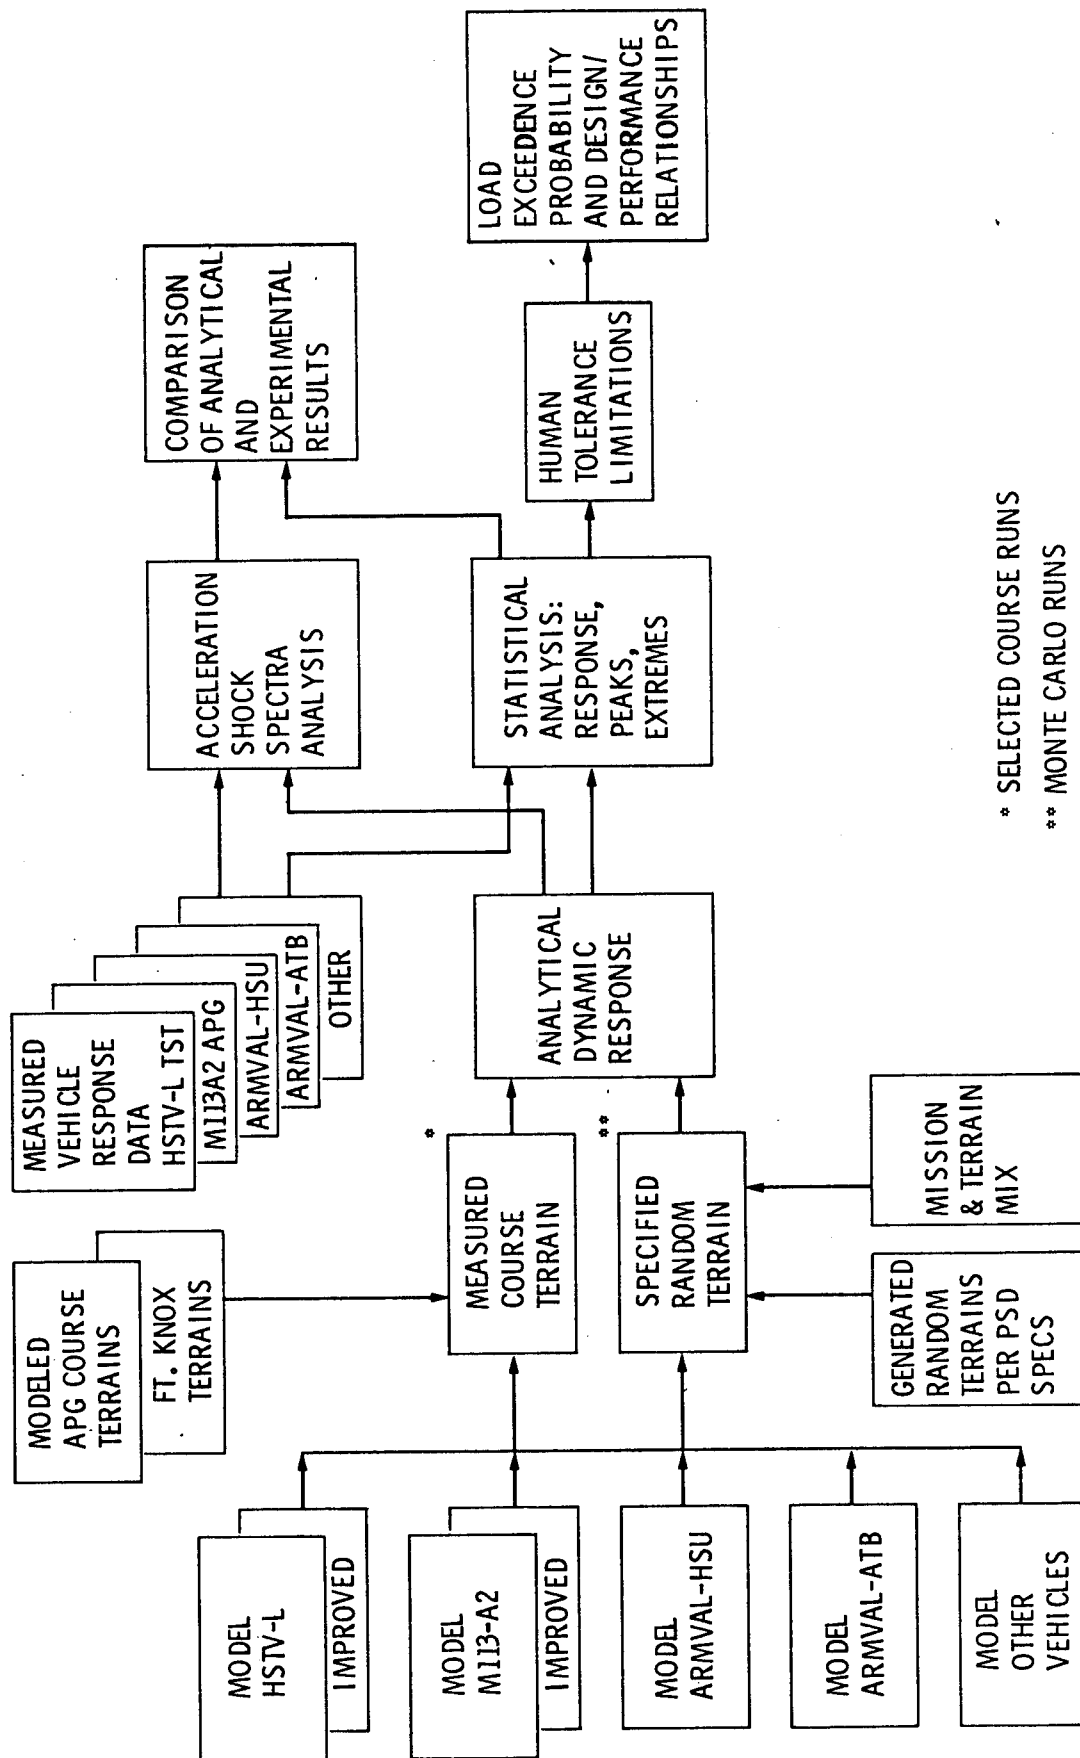 MODEL
HSTV-L
IMPROVED
MODEL
M113-A2
IMPROVED
MODEL
ARMVAL-HSU
MODEL
ARMVAL-ATB
MODEL
OTHER
VEHICLES
MODELED
APG COURSE
TERRAINS
FT. KNOX
TERRAINS
MEASURED
COURSE
TERRAIN
*
SPECIFIED
RANDOM
TERRAIN
**
GENERATED
RANDOM
TERRAINS
PER PSD
SPECS
MISSION
& TERRAIN
MIX
MEASURED
VEHICLE
RESPONSE
DATA
HSTV-L TST
M113A2 APG
ARMVAL-HSU
ARMVAL-ATB
OTHER
ANALYTICAL
DYNAMIC
RESPONSE
ACCELERATION
SHOCK
SPECTRA
ANALYSIS
STATISTICAL
ANALYSIS:
RESPONSE,
PEAKS,
EXTREMES
COMPARISON
OF ANALYTICAL
AND
EXPERIMENTAL
RESULTS
HUMAN
TOLERANCE
LIMITATIONS
LOAD
EXCEEDENCE
PROBABILITY
AND DESIGN/
PERFORMANCE
RELATIONSHIPS
* SELECTED COURSE RUNS
** MONTE CARLO RUNS